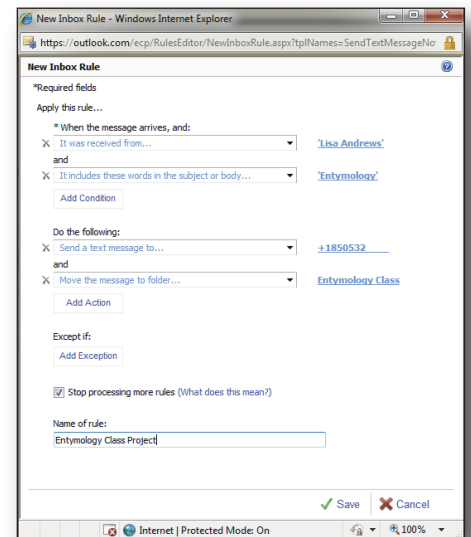 New Inbox Rule - Windows Internet Explorer
https://outlook.com/ecp/RulesEditor/NewInboxRule.aspx?tplNames=SendTextMessageNo
New Inbox Rule
*Required fields
Apply this rule...
* When the message arrives, and:
It was received from... 'Lisa Andrews'
and
It includes these words in the subject or body... 'Entymology'
Add Condition
Do the following:
Send a text message to... +1850532
and
Move the message to folder... Entymology Class
Add Action
Except if:
Add Exception
Stop processing more rules (What does this mean?)
Name of rule:
Entymology Class Project
Save Cancel
Internet | Protected Mode: On 100%